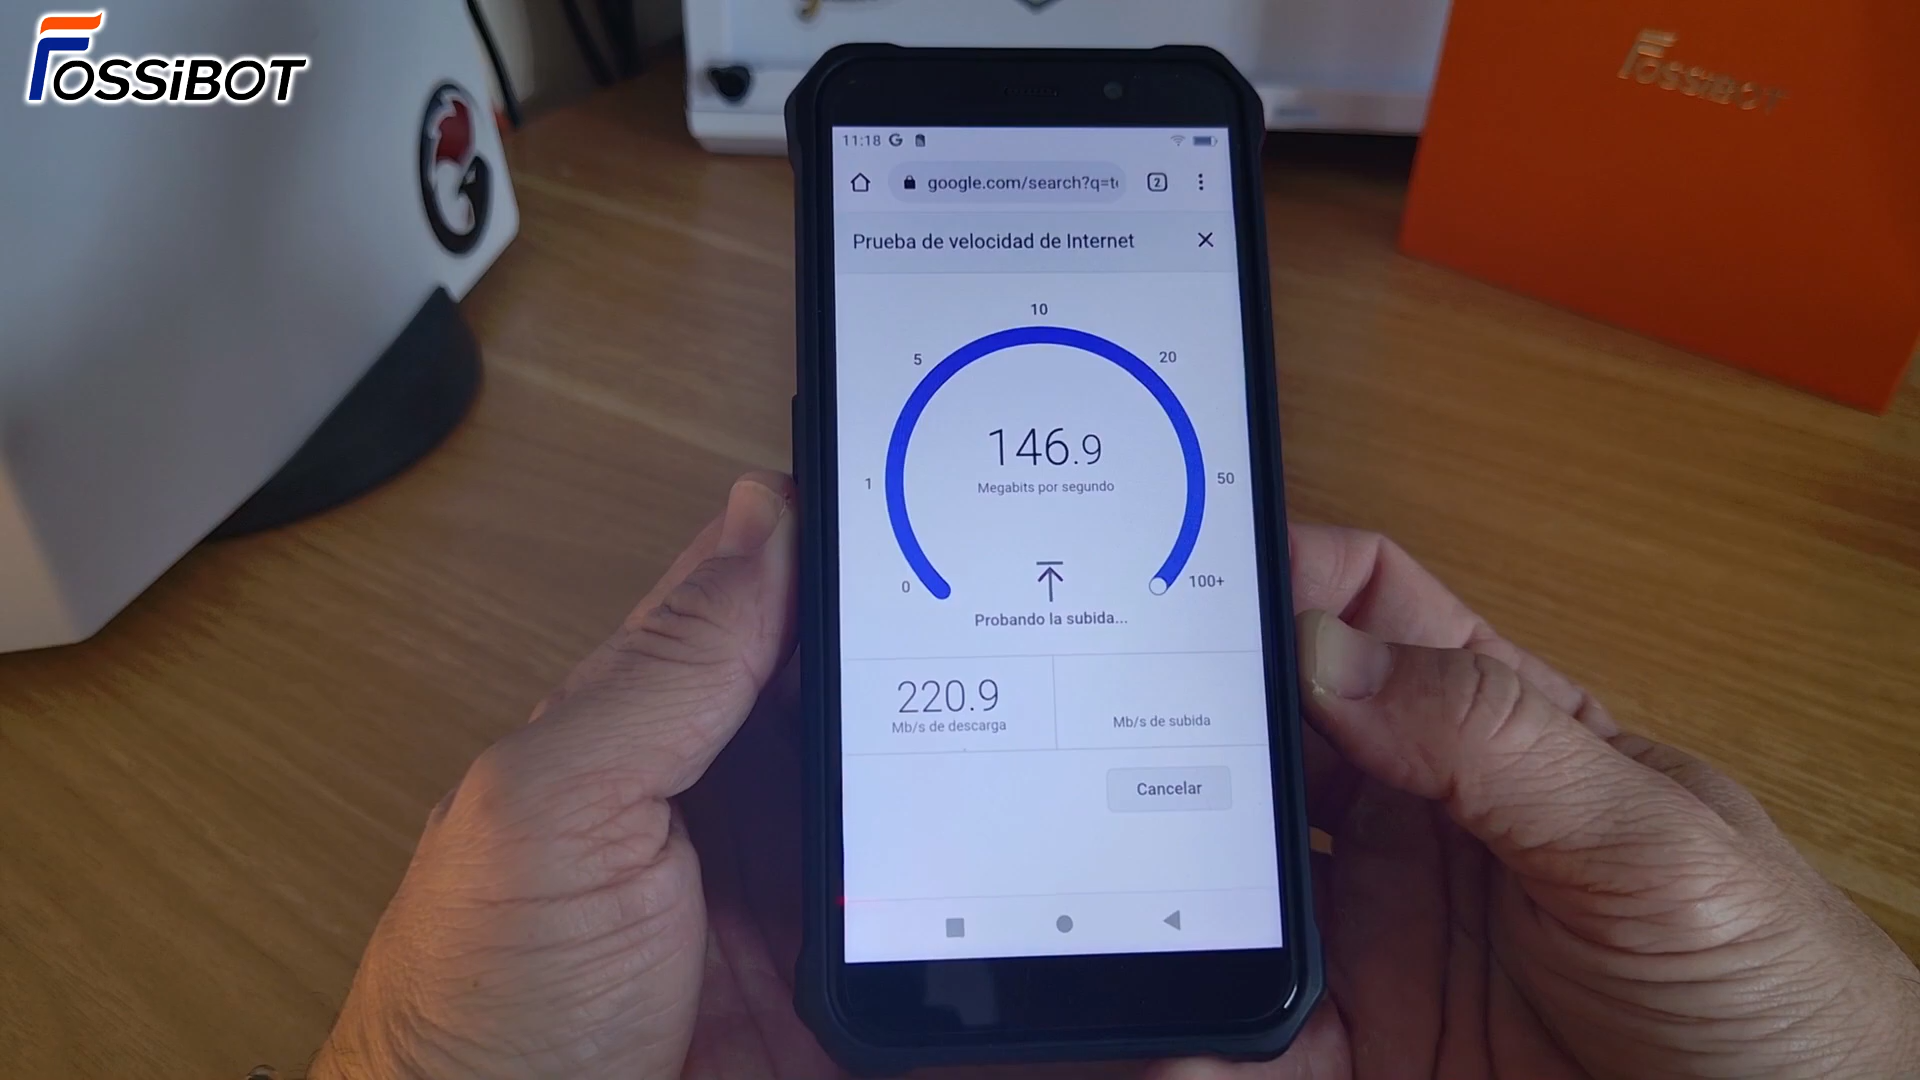 FOSSiBOT
FOSSIBOT
11:18
google.com/search?q=t
2
Prueba de velocidad de Internet
10
5
20
146.9
Megabits por segundo
1
50
0
100+
Probando la subida...
220.9
Mb/s de descarga
Mb/s de subida
Cancelar